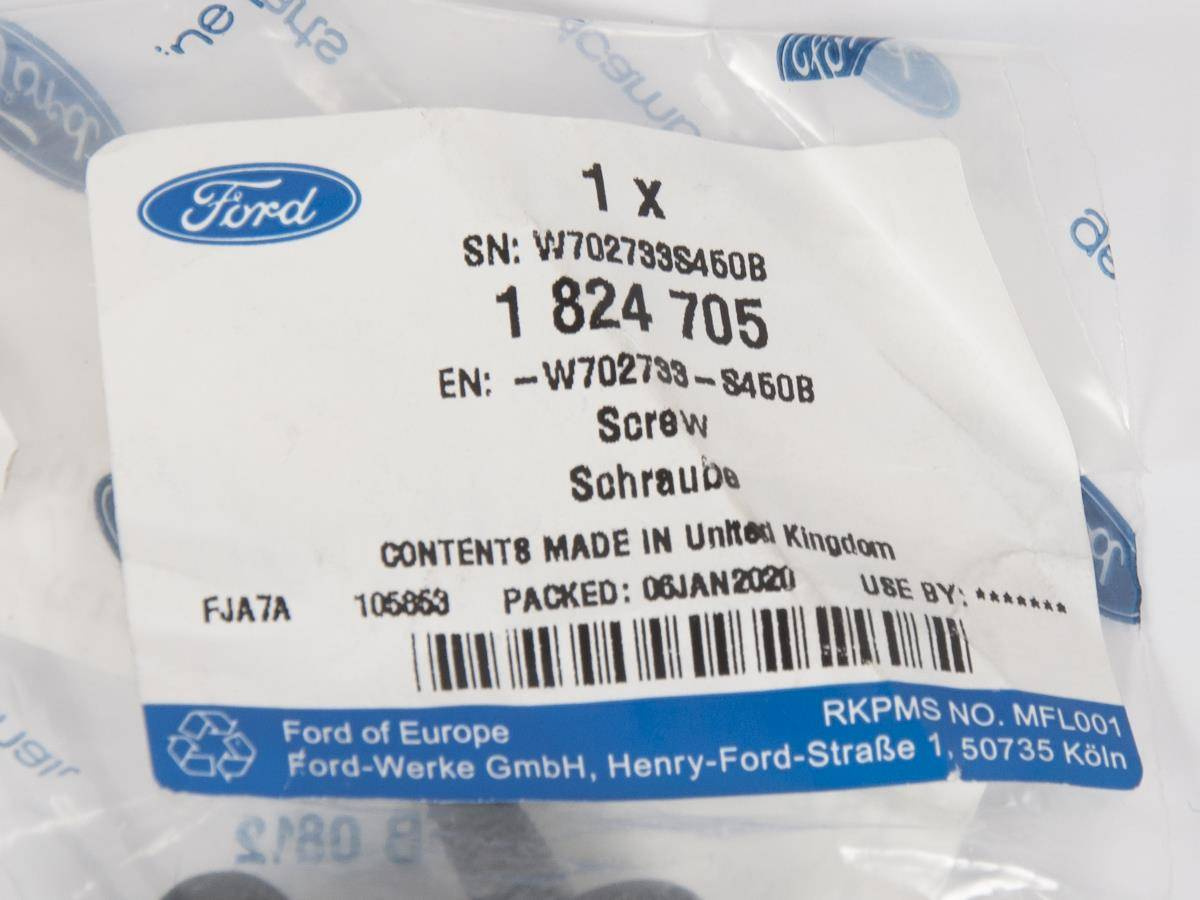 Ford
1 x
SN: W702733S450B
1 824 705
EN: -W702733-S450B
Screw
Schraube
CONTENTS MADE IN United Kingdom
FJA7A 105853 PACKED: 06JAN2020 USE BY: *******
RKPMS NO. MFL001
Ford of Europe
Ford-Werke GmbH, Henry-Ford-Straße 1, 50735 Köln
B 0812